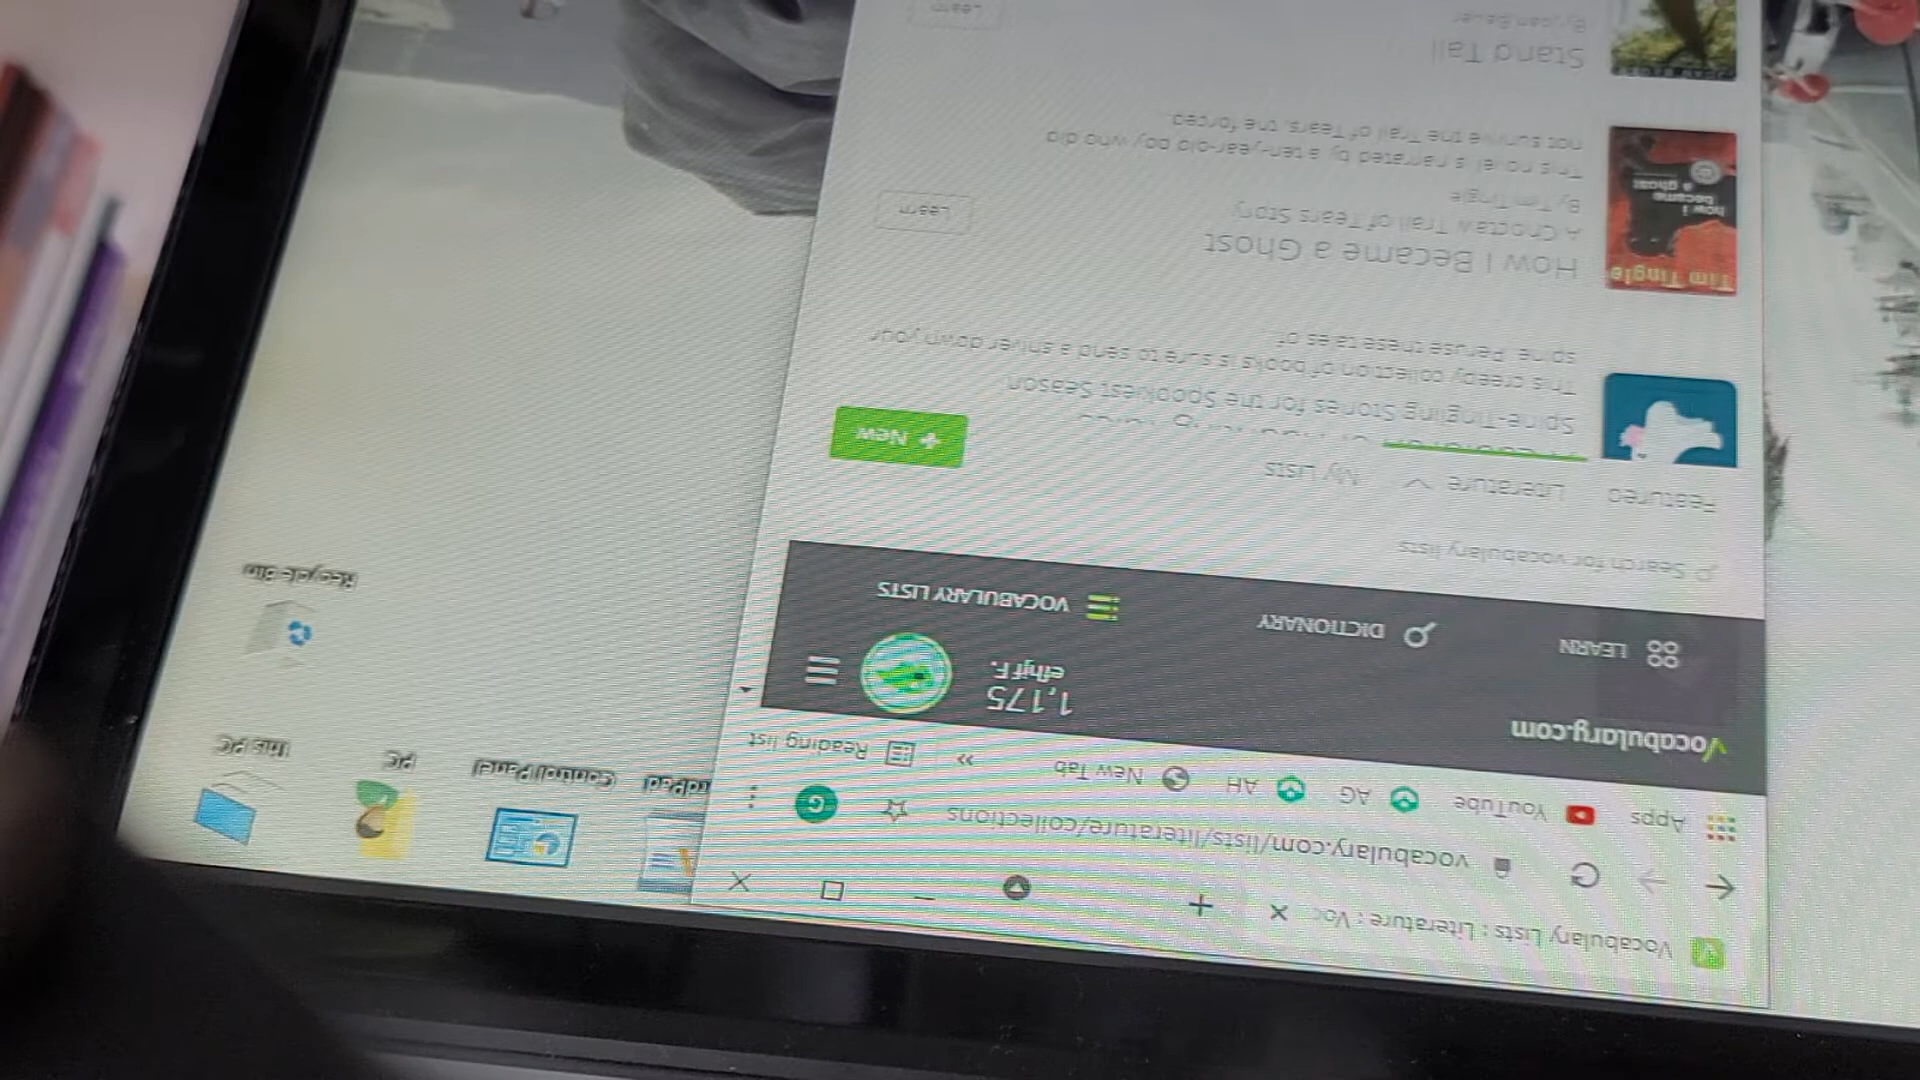 Vocabulary Lists : Literature : Voc
vocabulary.com/lists/literature/collections
G
Apps
YouTube
AG
AH
New Tab
»
Reading list
Vocabulary.com
1,175
efhjf F.
LEARN
DICTIONARY
VOCABULARY LISTS
Search for vocabulary lists
Featured
Literature
My Lists
+ New
Spine-Tingling Stories for the Spookiest Season
This creepy collection of books is sure to send a shiver down your
spine. Peruse these tales of
Tim Tingle
how I
became
a ghost
How I Became a Ghost
A Choctaw Trail of Tears Story
By Tim Tingle
Learn
This novel is narrated by a ten-year-old boy who did
not survive the Trail of Tears, the forced
Stand Tall
By Joan Bauer
Learn
Control Panel
PC
This PC
Recycle Bin